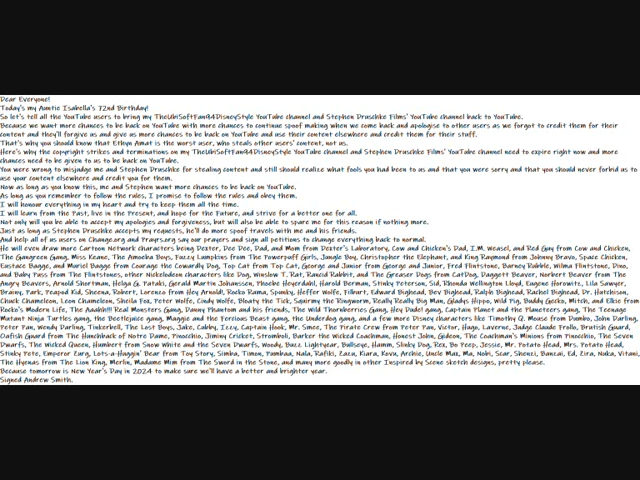 Dear Everyone!
Today's my Auntie Isabella's 72nd Birthday!
So let's tell all the YouTube users to bring my TheUbiSoftFan94DisneyStyle YouTube channel and Stephen Druschke Films' YouTube channel back to YouTube.
Because we want more chances to be back on YouTube with more chances to continue spoof making when we come back and apologise to other users as we forgot to credit them for their
content and they'll forgive us and give us more chances to be back on YouTube and use their content elsewhere and credit them for their stuff.
That's why you should know that Ethyn Amat is the worst user, who steals other users' content, not us.
Here's why the copyright strikes and terminations on my TheUbiSoftFan94DisneyStyle YouTube channel and Stephen Druschke Films' YouTube channel need to expire right now and more
chances need to be given to us to be back on YouTube.
You were wrong to misjudge me and Stephen Druschke for stealing content and still should realize what fools you had been to us and that you were sorry and that you should never forbid us to
use your content elsewhere and credit you for them.
Now as long as you know this, me and Stephen want more chances to be back on YouTube.
As long as you remember to follow the rules, I promise to follow the rules and obey them.
I will honour everything in my heart and try to keep them all the time.
I will learn from the Past, live in the Present, and hope for the Future, and strive for a better one for all.
Not only will you be able to accept my apologies and forgiveness, but will also be able to spare me for this reason if nothing more.
Just as long as Stephen Druschke accepts my requests, he'll do more spoof travels with me and his friends.
And help all of us users on Change.org and Prayrs.org say our prayers and sign all petitions to change everything back to normal.
He will even draw more Cartoon Network characters being Dexter, Dee Dee, Dad, and Mom from Dexter's Laboratory, Cow and Chicken's Dad, I.M. Weasel, and Red Guy from Cow and Chicken,
The Gangreen Gang, Miss Keane, The Amoeba Boys, Fuzzy Lumpkins from The Powerpuff Girls, Jungle Boy, Christopher the Elephant, and King Raymond from Johnny Bravo, Space Chicken,
Eustace Bagge, and Muriel Bagge from Courage the Cowardly Dog, Top Cat from Top Cat, George and Junior from George and Junior, Fred Flintstone, Barney Rubble, Wilma Flintstone, Dino,
and Baby Puss from The Flintstones, other Nickelodeon characters like Dog, Winslow T. Rat, Rancid Rabbit, and The Greaser Dogs from CatDog, Daggett Beaver, Norbert Beaver from The
Angry Beavers, Arnold Shortman, Helga G. Pataki, Gerald Martin Johanssen, Phoebe Heyerdahl, Harold Berman, Stinky Peterson, Sid, Rhonda Wellington Lloyd, Eugene Horowitz, Lila Sawyer,
Brainy, Park, Peapod Kid, Sheena, Robert, Lorenzo from Hey Arnold!, Rocko Rama, Spunky, Heffer Wolfe, Filburt, Edward Bighead, Bev Bighead, Ralph Bighead, Rachel Bighead, Dr. Hutchison,
Chuck Chameleon, Leon Chameleon, Sheila Fox, Peter Wolfe, Cindy Wolfe, Bloaty the Tick, Squirmy the Ringworm, Really Really Big Man, Gladys Hippo, Wild Pig, Buddy Gecko, Mitch, and Elkie from
Rocko's Modern Life, The Aaahh!!! Real Monsters Gang, Danny Phantom and his friends, The Wild Thornberries Gang, Hey Dude! gang, Captain Planet and the Planeteers gang, The Teenage
Mutant Ninja Turtles gang, the Beetlejuice gang, Maggie and the Ferocious Beast gang, the Underdog gang, and a few more Disney characters like Timothy Q. Mouse from Dumbo, John Darling,
Peter Pan, Wendy Darling, Tinkerbell, The Lost Boys, Jake, Cubby, Izzy, Captain Hook, Mr. Smee, The Pirate Crew from Peter Pan, Victor, Hugo, Laverne, Judge Claude Frollo, Brutish Guard,
Oafish Guard from The Hunchback of Notre Dame, Pinocchio, Jiminy Cricket, Stromboli, Barker the Wicked Coachman, Honest John, Gideon, The Coachman's Minions from Pinocchio, The Seven
Dwarfs, The Wicked Queen, Humbert from Snow White and the Seven Dwarfs, Woody, Buzz Lightyear, Bullseye, Hamm, Slinky Dog, Rex, Bo Peep, Jessie, Mr. Potato Head, Mrs. Potato Head,
Stinky Pete, Emperor Zurg, Lots-a-Huggin' Bear from Toy Story, Simba, Timon, Pumbaa, Nala, Rafiki, Zazu, Kiara, Kovu, Archie, Uncle Max, Ma, Nobi, Scar, Shenzi, Banzai, Ed, Zira, Nuka, Vitani,
The Hyenas from The Lion King, Merlin, Madame Mim from The Sword in The Stone, and many more goodly in other Inspired by Scene sketch designs, pretty please.
Because tomorrow is New Year's Day in 2024 to make sure we'll have a better and brighter year.
Signed Andrew Smith.